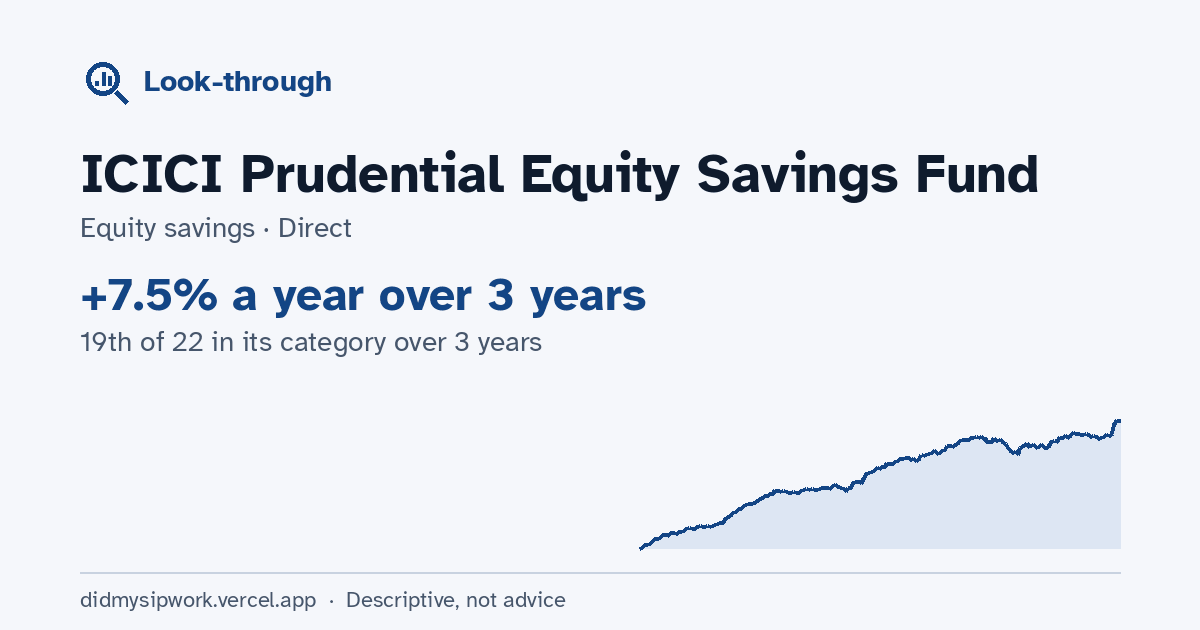 Look-through
ICICI Prudential Equity Savings Fund
Equity savings · Direct
+7.5% a year over 3 years
19th of 22 in its category over 3 years
didmysipwork.vercel.app · Descriptive, not advice